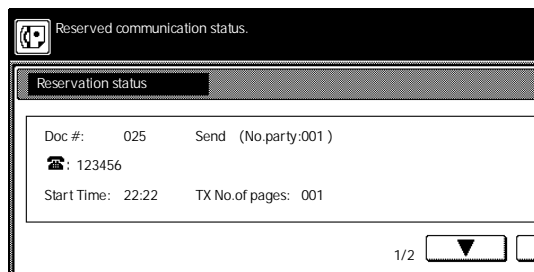 Reserved communication status.
Reservation status
Doc #: 025 Send (No.party:001 )
☎: 123456
Start Time: 22:22 TX No.of pages: 001
1/2